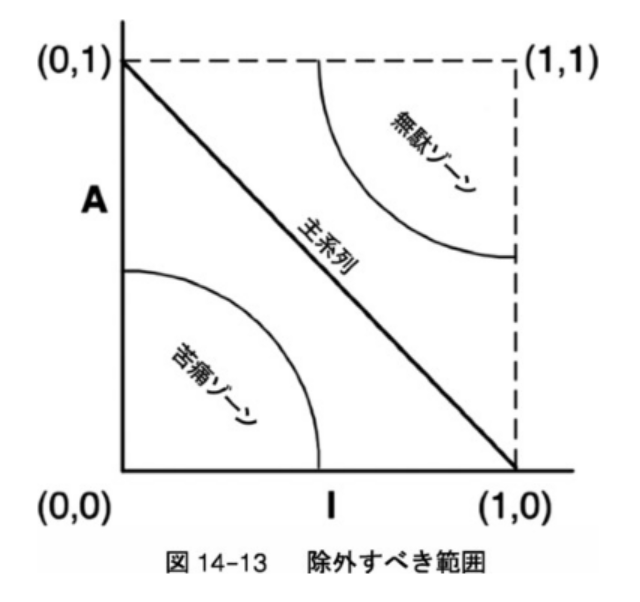 (0,1)
(1,1)
無駄ゾーン
A
主系列
苦痛ゾーン
(0,0)
I
(1,0)
図 14-13 除外すべき範囲